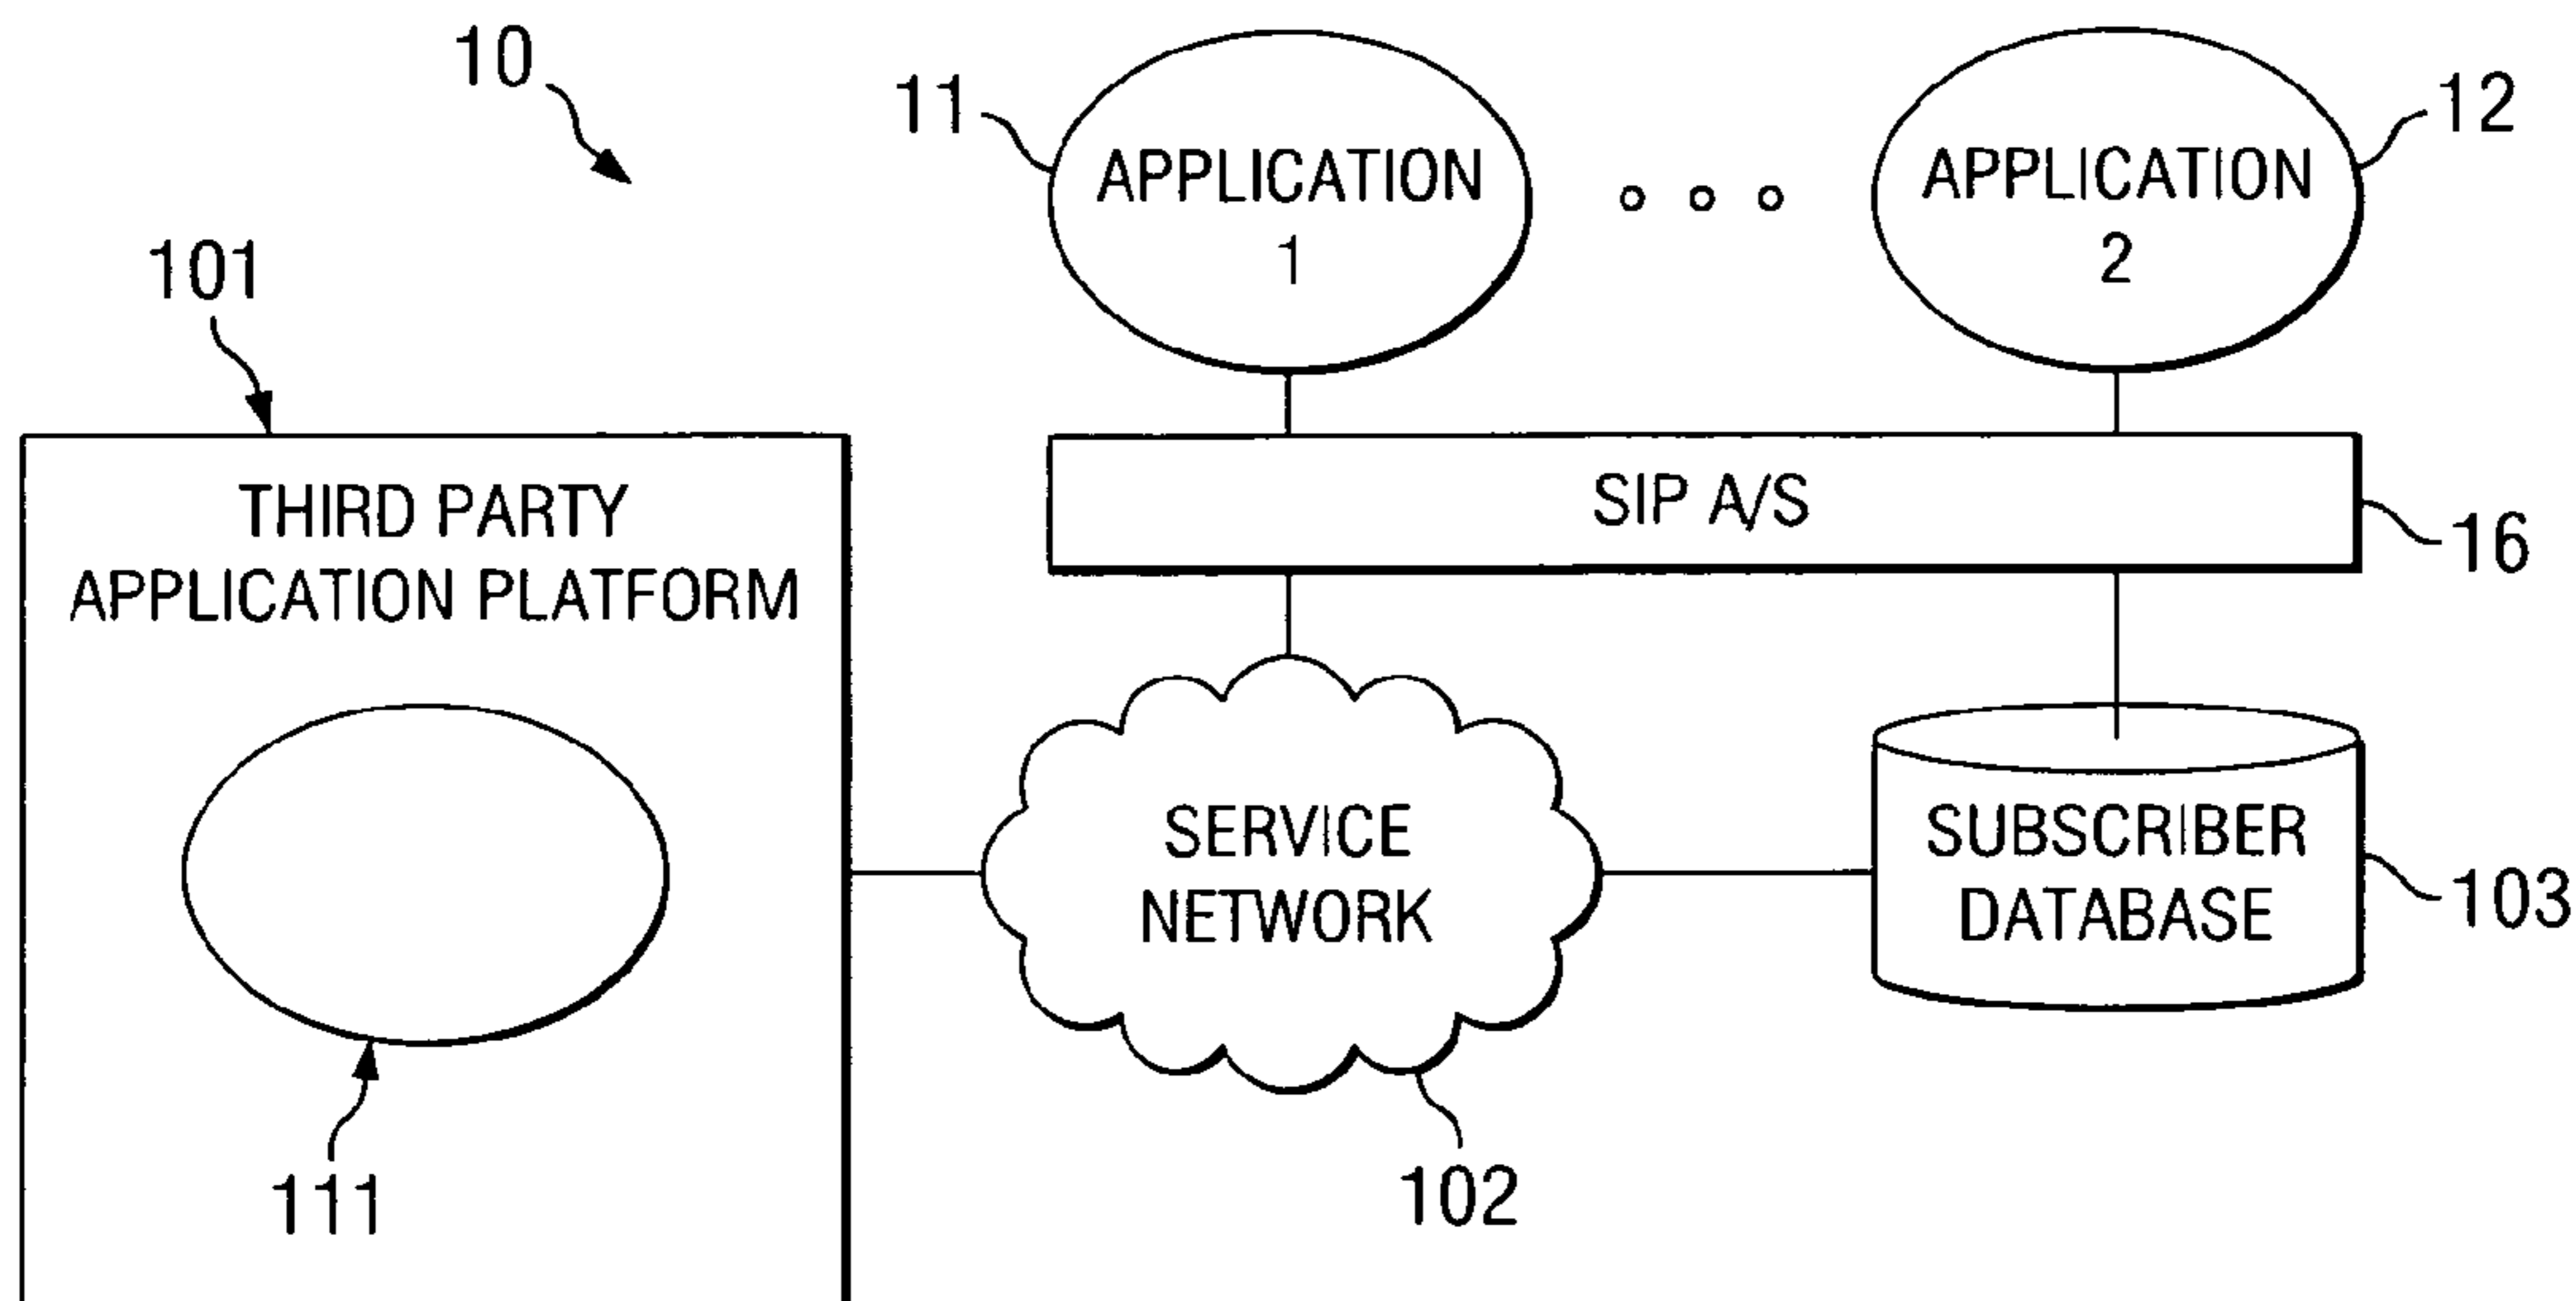 10
11
APPLICATION
1
12
APPLICATION
2
101
THIRD PARTY
APPLICATION PLATFORM
SIP A/S
16
SERVICE
NETWORK
SUBSCRIBER
DATABASE
103
111
102